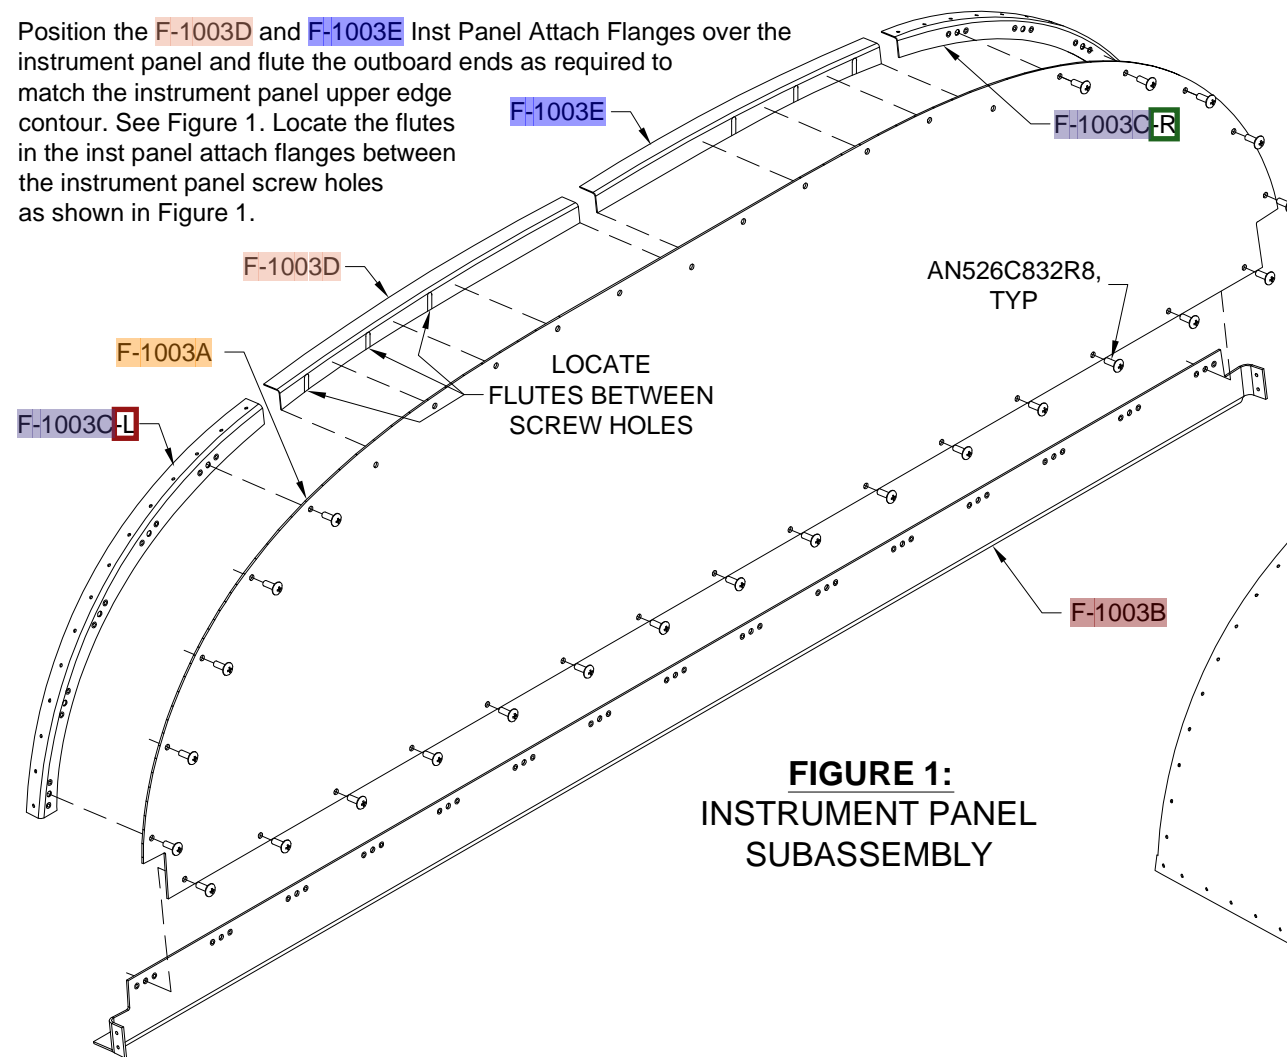 Position the F-1003D and F-1003E Inst Panel Attach Flanges over the
instrument panel and flute the outboard ends as required to
match the instrument panel upper edge
contour. See Figure 1. Locate the flutes
in the inst panel attach flanges between
the instrument panel screw holes
as shown in Figure 1.
F-1003E
F-1003C-R
F-1003D
AN526C832R8,
TYP
F-1003A
LOCATE
FLUTES BETWEEN
SCREW HOLES
F-1003C-L
F-1003B
FIGURE 1:
INSTRUMENT PANEL
SUBASSEMBLY